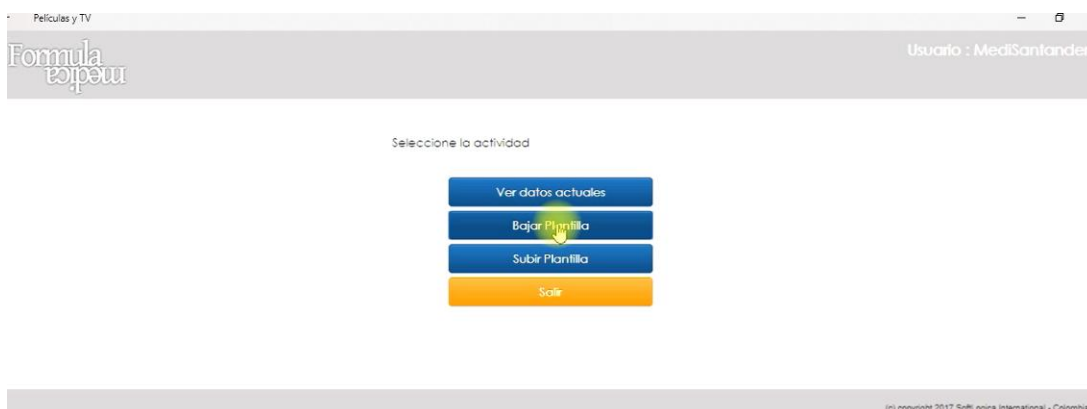 Películas y TV
Formula
medica
Usuario : MediSantander
Seleccione la actividad
Ver datos actuales
Bajar Plantilla
Subir Plantilla
Salir
(c) copyright 2017 SoftLogica International - Colombia